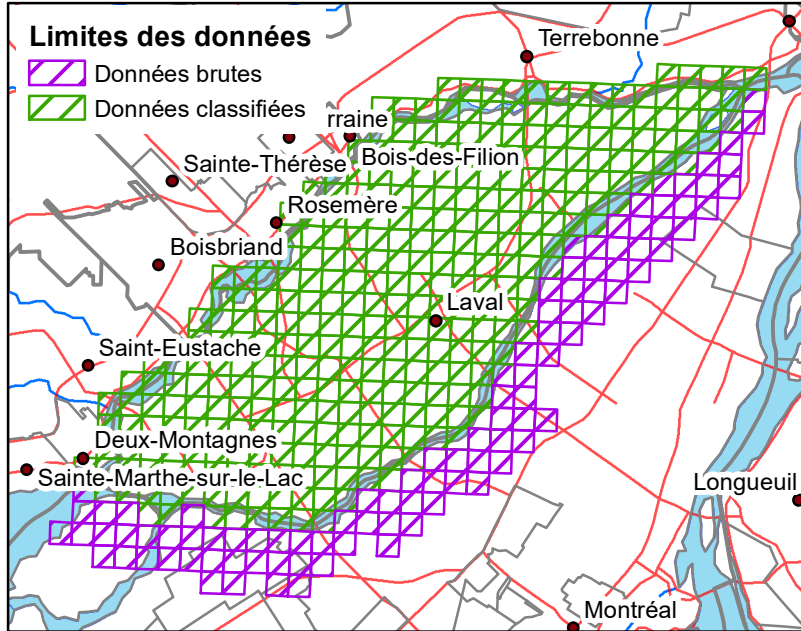 Limites des données
Données brutes
Données classifiées
Terrebonne
rraine
Sainte-Thérèse
Bois-des-Filion
Rosemère
Boisbriand
Laval
Saint-Eustache
Deux-Montagnes
Sainte-Marthe-sur-le-Lac
Longueuil
Montréal